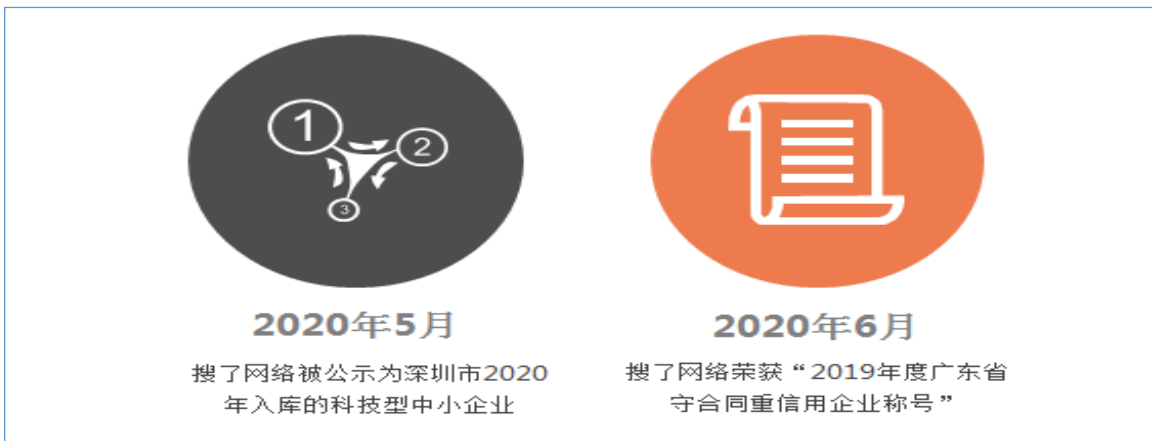 1
2
3
2020年5月
搜了网络被公示为深圳市2020
年入库的科技型中小企业
2020年6月
搜了网络荣获“2019年度广东省
守合同重信用企业称号”